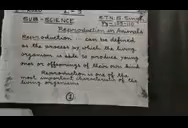 SUB - SCIENCE
Reproduction in Animals
Reproduction :- can be defined
as the process by which the living
organism is able to produce young
ones or offsprings of their own kind
Reproduction is one of the
most important characteristic of the
living organisms